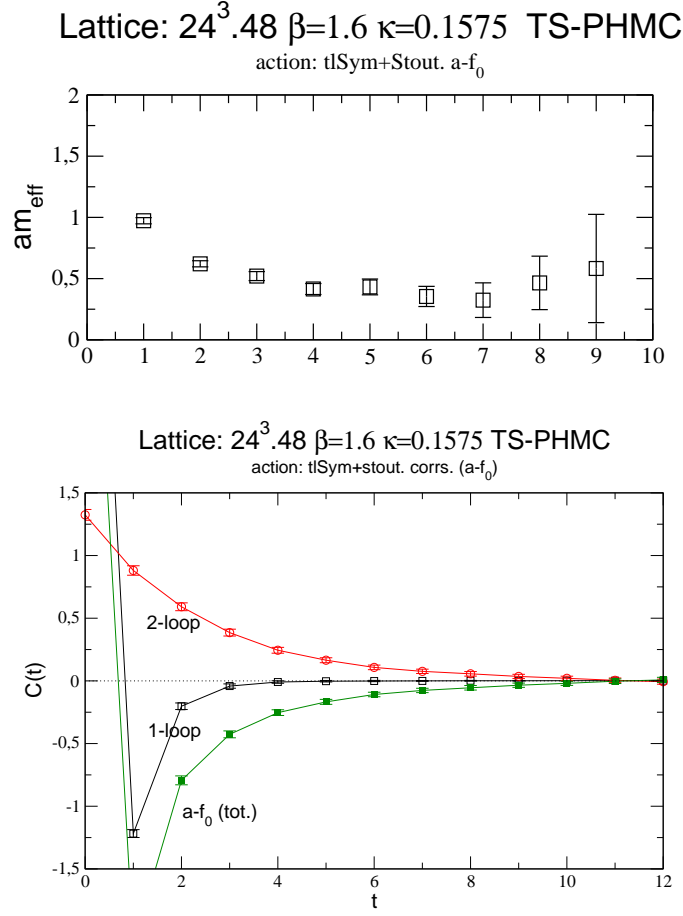 Lattice: 24³.48 β=1.6 κ=0.1575 TS-PHMC
action: tlSym+Stout. a-f₀
2
1,5
1
0,5
0
am_eff
0 1 2 3 4 5 6 7 8 9 10
Lattice: 24³.48 β=1.6 κ=0.1575 TS-PHMC
action: tlSym+stout. corrs. (a-f₀)
1,5
1
0,5
0
-0,5
-1
-1,5
C(t)
2-loop
1-loop
a-f₀ (tot.)
0 2 4 6 8 10 12
t